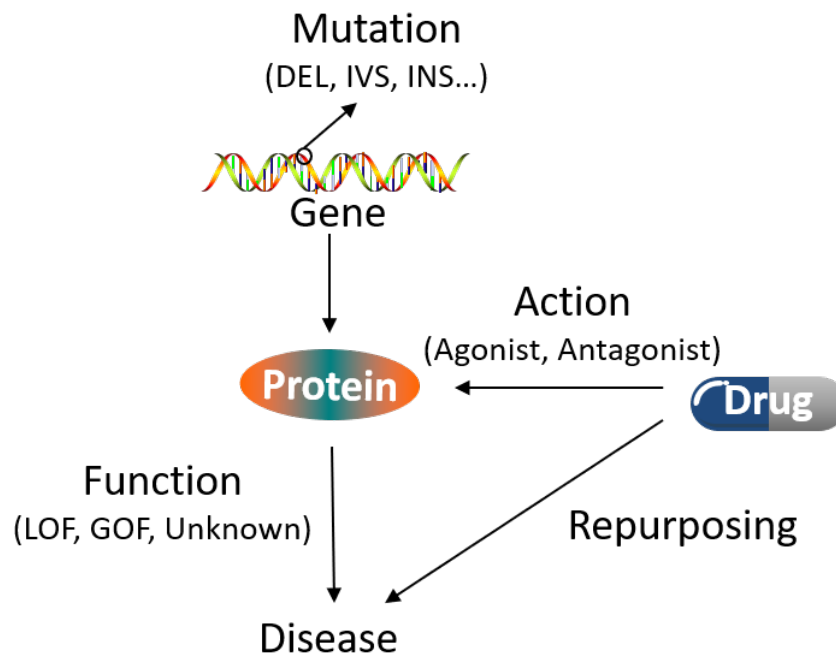 Mutation
(DEL, IVS, INS...)
Gene
Action
(Agonist, Antagonist)
Protein
Drug
Function
(LOF, GOF, Unknown)
Repurposing
Disease